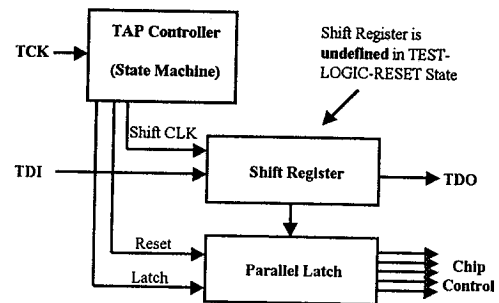 TAP Controller
(State Machine)
TCK
Shift Register is
undefined in TEST-
LOGIC-RESET State
Shift CLK
TDI
Shift Register
TDO
Reset
Latch
Parallel Latch
Chip
Control